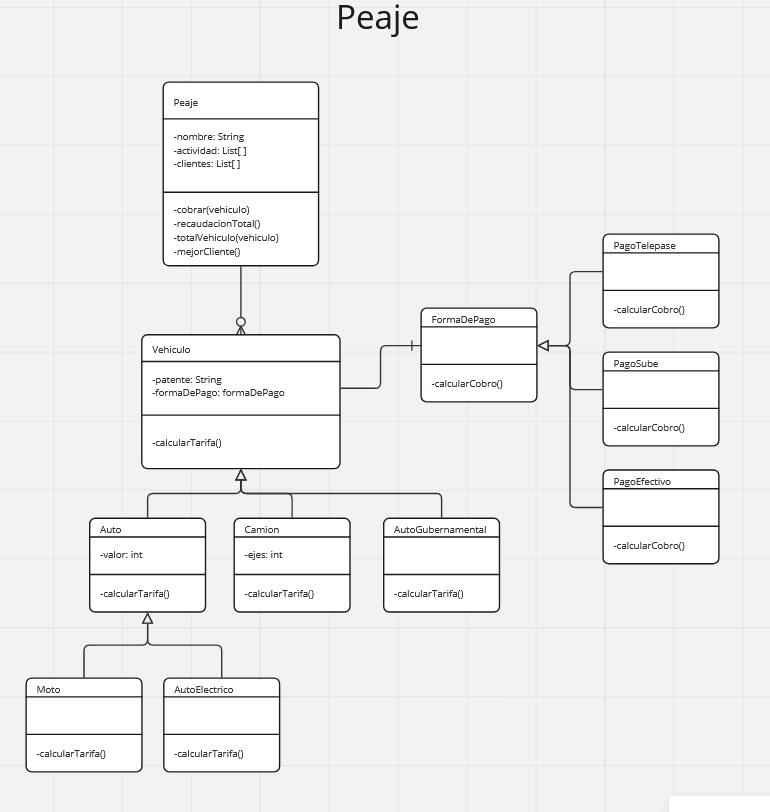 Peaje
Peaje
-nombre: String
-actividad: List[ ]
-clientes: List[ ]
-cobrar(vehiculo)
-recaudacionTotal()
-totalVehiculo(vehiculo)
-mejorCliente()
Vehiculo
-patente: String
-formaDePago: formaDePago
-calcularTarifa()
FormaDePago
-calcularCobro()
PagoTelepase
-calcularCobro()
PagoSube
-calcularCobro()
PagoEfectivo
-calcularCobro()
Auto
-valor: int
-calcularTarifa()
Camion
-ejes: int
-calcularTarifa()
AutoGubernamental
-calcularTarifa()
Moto
-calcularTarifa()
AutoElectrico
-calcularTarifa()